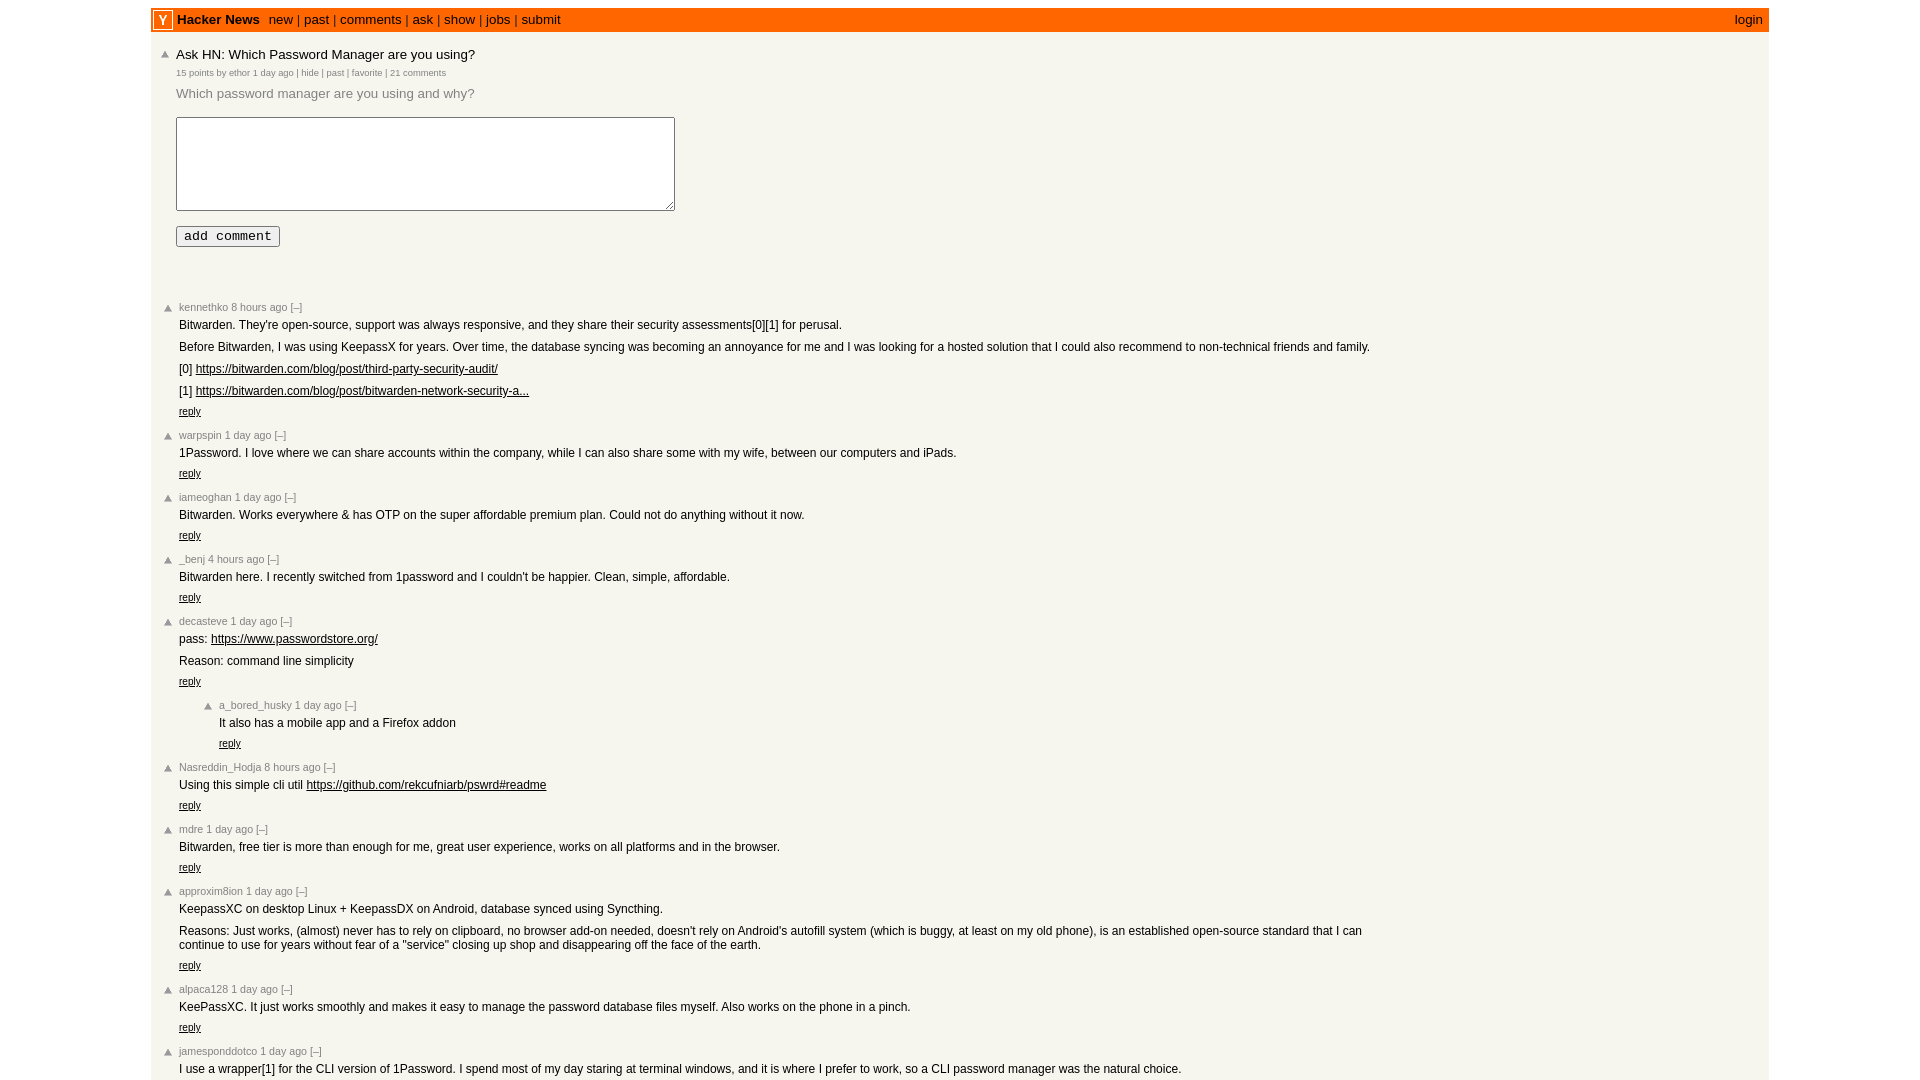 Y Hacker News new | past | comments | ask | show | jobs | submit login
Ask HN: Which Password Manager are you using?
15 points by ethor 1 day ago | hide | past | favorite | 21 comments
Which password manager are you using and why?
add comment
kennethko 8 hours ago [–]
Bitwarden. They're open-source, support was always responsive, and they share their security assessments[0][1] for perusal.
Before Bitwarden, I was using KeepassX for years. Over time, the database syncing was becoming an annoyance for me and I was looking for a hosted solution that I could also recommend to non-technical friends and family.
[0] https://bitwarden.com/blog/post/third-party-security-audit/
[1] https://bitwarden.com/blog/post/bitwarden-network-security-a...
reply
warpspin 1 day ago [–]
1Password. I love where we can share accounts within the company, while I can also share some with my wife, between our computers and iPads.
reply
iameoghan 1 day ago [–]
Bitwarden. Works everywhere & has OTP on the super affordable premium plan. Could not do anything without it now.
reply
_benj 4 hours ago [–]
Bitwarden here. I recently switched from 1password and I couldn't be happier. Clean, simple, affordable.
reply
decasteve 1 day ago [–]
pass: https://www.passwordstore.org/
Reason: command line simplicity
reply
a_bored_husky 1 day ago [–]
It also has a mobile app and a Firefox addon
reply
Nasreddin_Hodja 8 hours ago [–]
Using this simple cli util https://github.com/rekcufniarb/pswrd#readme
reply
mdre 1 day ago [–]
Bitwarden, free tier is more than enough for me, great user experience, works on all platforms and in the browser.
reply
approxim8ion 1 day ago [–]
KeepassXC on desktop Linux + KeepassDX on Android, database synced using Syncthing.
Reasons: Just works, (almost) never has to rely on clipboard, no browser add-on needed, doesn't rely on Android's autofill system (which is buggy, at least on my old phone), is an established open-source standard that I can
continue to use for years without fear of a "service" closing up shop and disappearing off the face of the earth.
reply
alpaca128 1 day ago [–]
KeePassXC. It just works smoothly and makes it easy to manage the password database files myself. Also works on the phone in a pinch.
reply
jamesponddotco 1 day ago [–]
I use a wrapper[1] for the CLI version of 1Password. I spend most of my day staring at terminal windows, and it is where I prefer to work, so a CLI password manager was the natural choice.